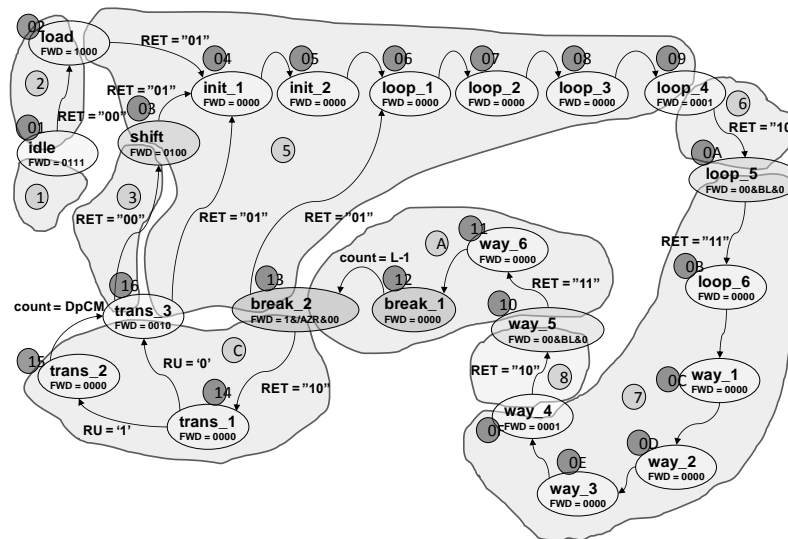 02
load
FWD = 1000
RET = "01"
04
init_1
FWD = 0000
05
init_2
FWD = 0000
06
loop_1
FWD = 0000
07
loop_2
FWD = 0000
08
loop_3
FWD = 0000
09
loop_4
FWD = 0001
2
RET = "00"
01
idle
FWD = 0111
1
RET = "01"
03
shift
FWD = 0100
5
6
RET = "10
0A
loop_5
FWD = 00&BL&0
3
RET = "00"
RET = "01"
RET = "01"
RET = "11"
0B
loop_6
FWD = 0000
A
11
way_6
FWD = 0000
RET = "11"
count = L-1
12
break_1
FWD = 0000
13
break_2
FWD = 1&/AZR&00
10
way_5
FWD = 00&BL&0
count = DpCM
16
trans_3
FWD = 0010
C
RU = '0'
RET = "10"
15
trans_2
FWD = 0000
14
trans_1
FWD = 0000
RU = '1'
RET = "10"
8
0F
way_4
FWD = 0001
7
0C
way_1
FWD = 0000
0D
way_2
FWD = 0000
0E
way_3
FWD = 0000